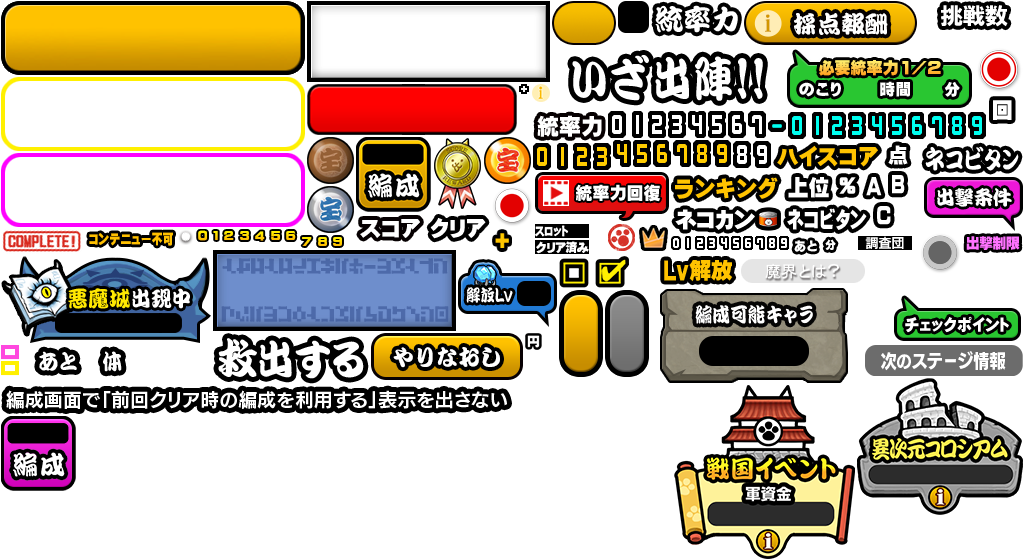 統率力
採点報酬
挑戦数
いざ出陣!!
必要統率力1/2
のこり 時間 分
統率力 01234567-0123456789
0123456789 89
ハイスコア 点
ネコビタン
宝
宝
宝
編成
統率力回復
ランキング 上位 % A B
出撃条件
スコア クリア
ネコカン ネコビタン C
COMPLETE!
コンテニュー不可
0123456
789
スロット
クリア済み
0123456789 あと 分
調査団
出撃制限
悪魔城出現中
解放Lv
Lv解放
魔界とは?
編成可能キャラ
チェックポイント
あと 体
救出する
やりなおし
円
次のステージ情報
編成画面で「前回クリア時の編成を利用する」表示を出さない
編成
戦国イベント
軍資金
異次元コロシアム